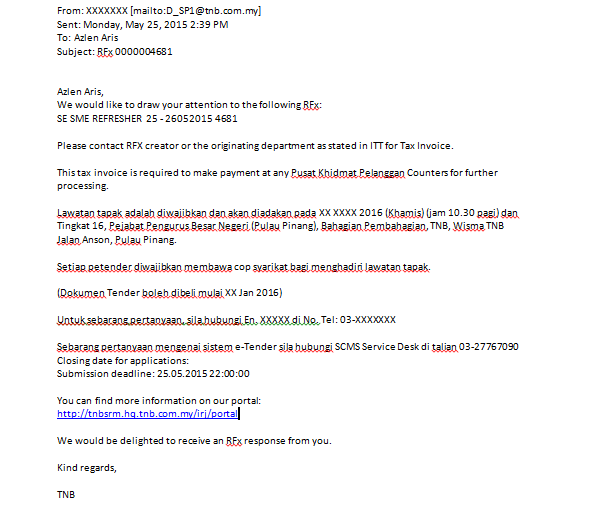 From: XXXXXXX [mailto:D_SP1@tnb.com.my]
Sent: Monday, May 25, 2015 2:39 PM
To: Azlen Aris
Subject: RFx 0000004681
Azlen Aris,
We would like to draw your attention to the following RFx:
SE SME REFRESHER 25 - 26052015 4681
Please contact RFX creator or the originating department as stated in ITT for Tax Invoice.
This tax invoice is required to make payment at any Pusat Khidmat Pelanggan Counters for further
processing.
Lawatan tapak adalah diwajibkan dan akan diadakan pada XX XXXX 2016 (Khamis) (jam 10.30 pagi) dan
Tingkat 16, Pejabat Pengurus Besar Negeri (Pulau Pinang), Bahagian Pembahagian, TNB, Wisma TNB
Jalan Anson, Pulau Pinang.
Setiap petender diwajibkan membawa cop syarikat bagi menghadiri lawatan tapak.
(Dokumen Tender boleh dibeli mulai XX Jan 2016)
Untuk sebarang pertanyaan, sila hubungi En. XXXXX di No. Tel: 03-XXXXXXX
Sebarang pertanyaan mengenai sistem e-Tender sila hubungi SCMS Service Desk di talian 03-27767090
Closing date for applications:
Submission deadline: 25.05.2015 22:00:00
You can find more information on our portal:
http://tnbsrm.hq.tnb.com.my/irj/portal
We would be delighted to receive an RFx response from you.
Kind regards,
TNB